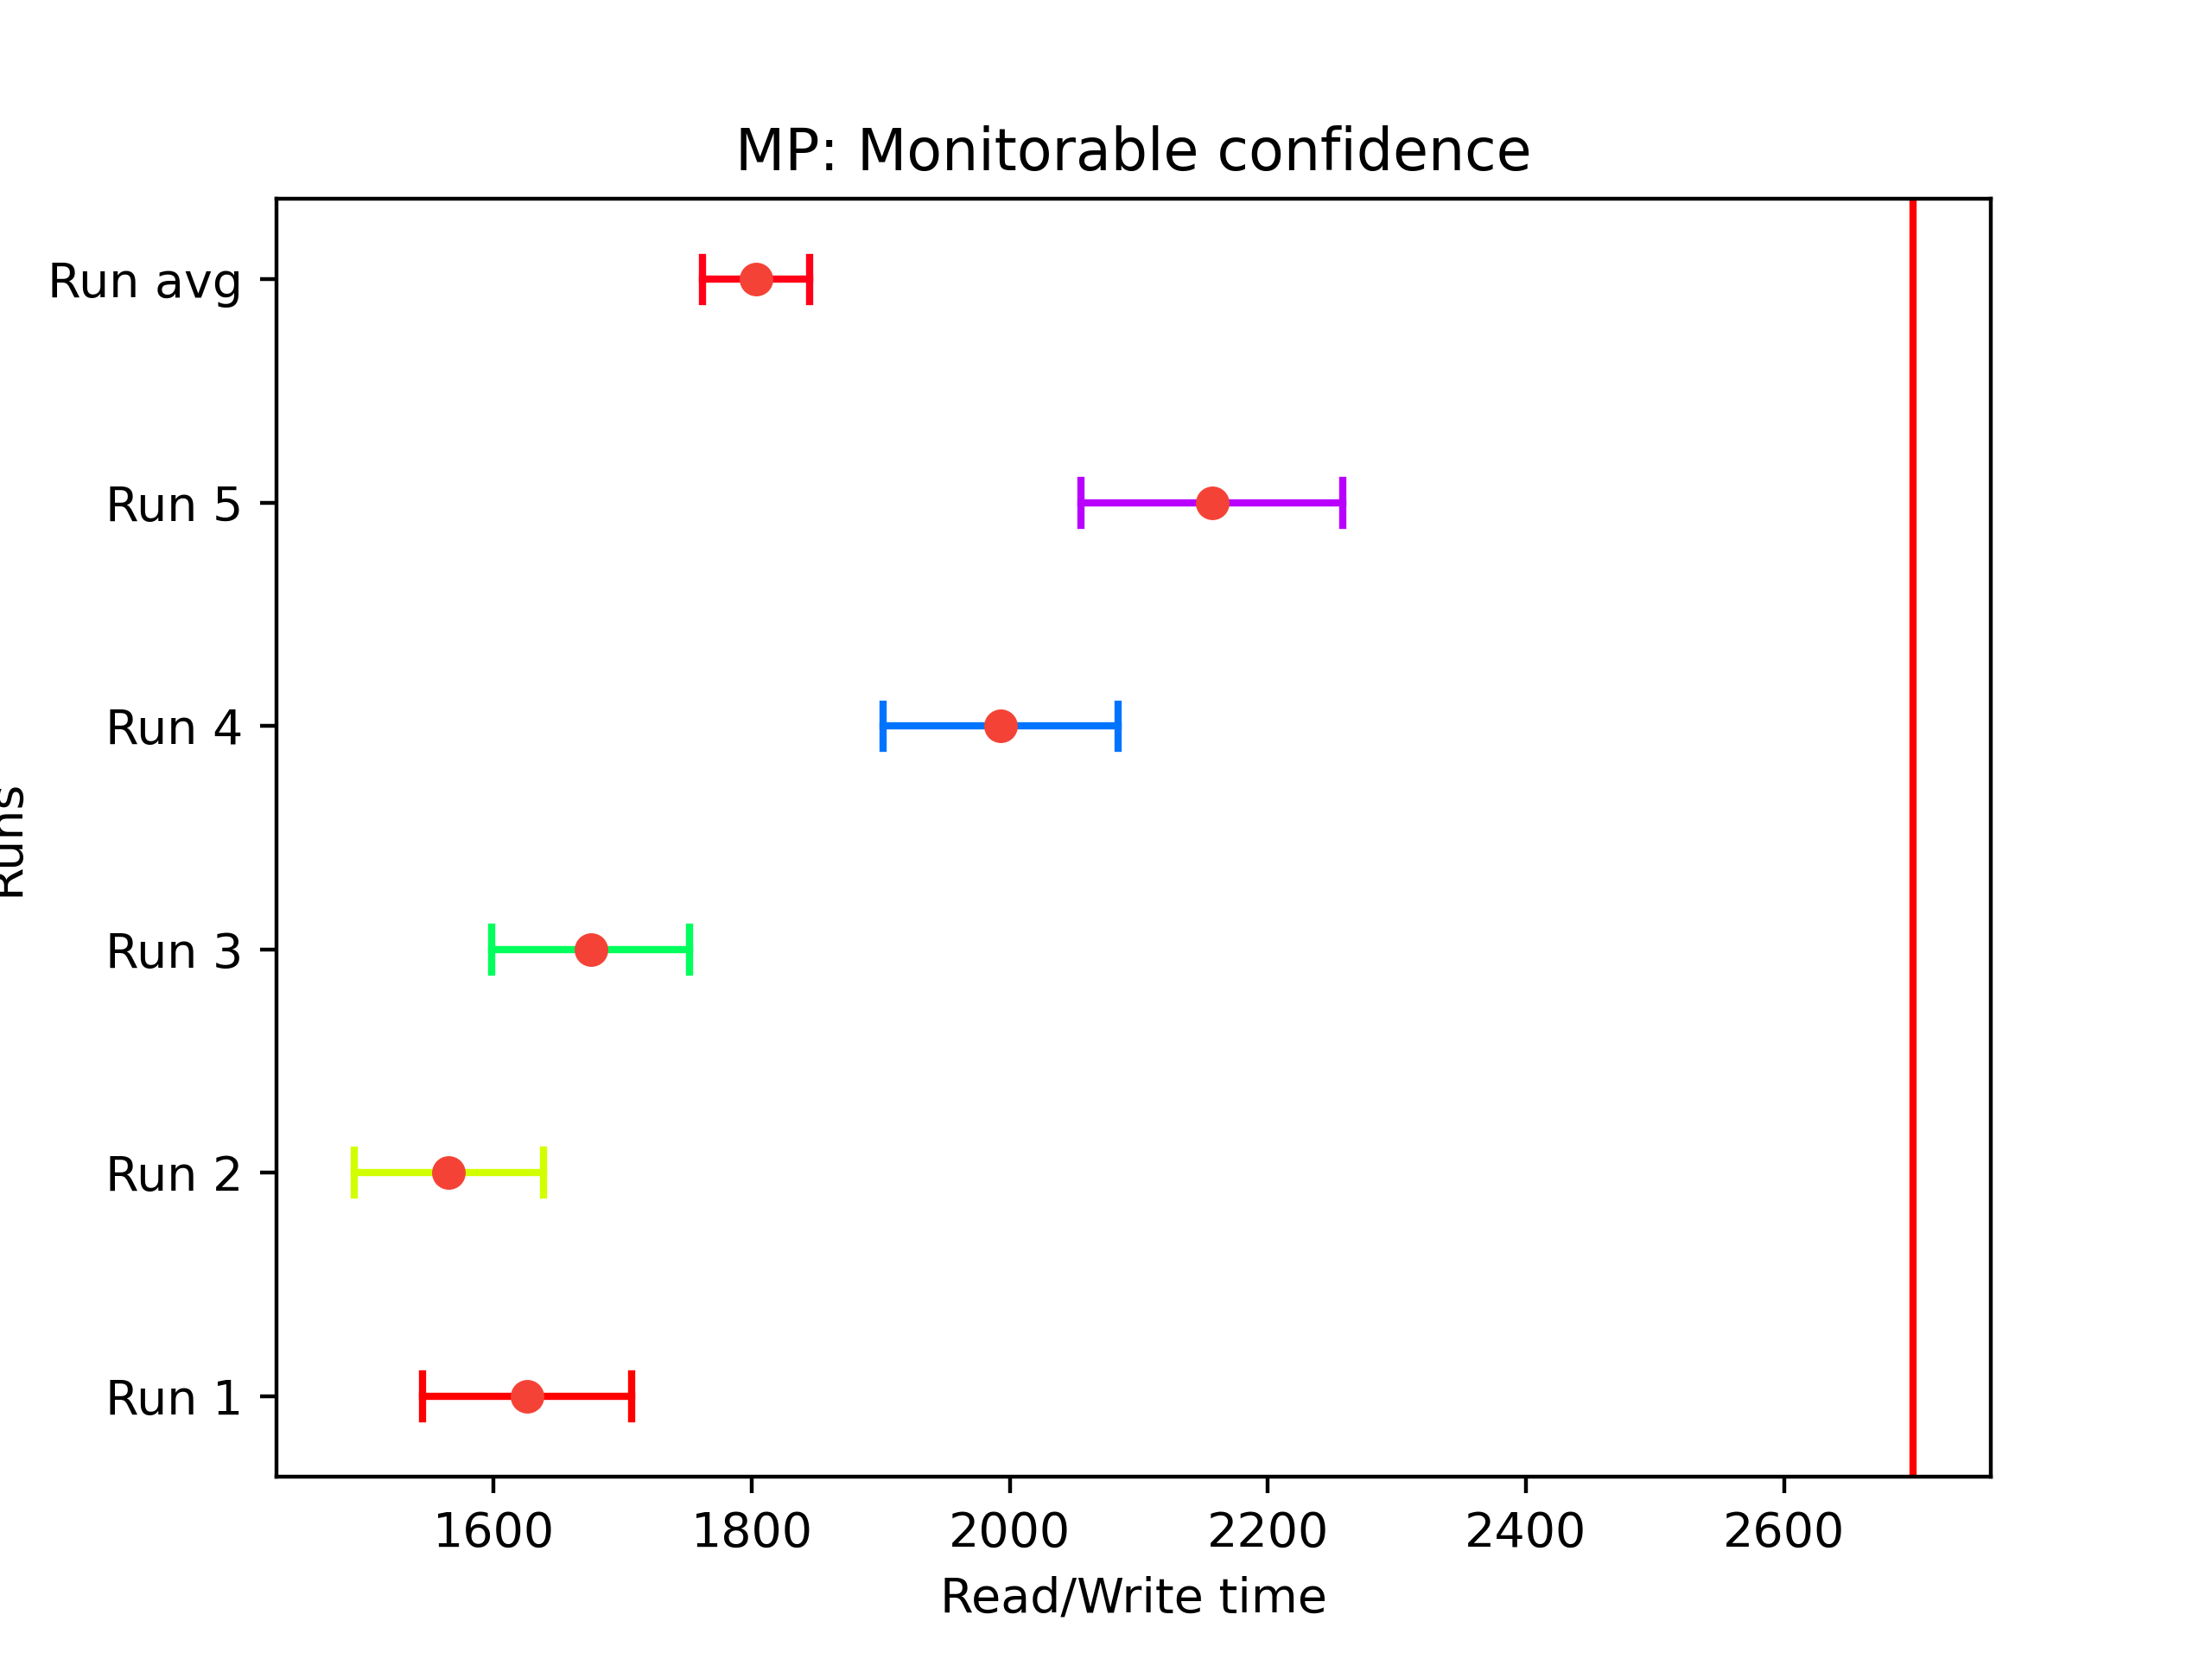 MP: Monitorable confidence
Run avg
Run 5
Run 4
Run 3
Run 2
Run 1
Runs
1600 1800 2000 2200 2400 2600
Read/Write time